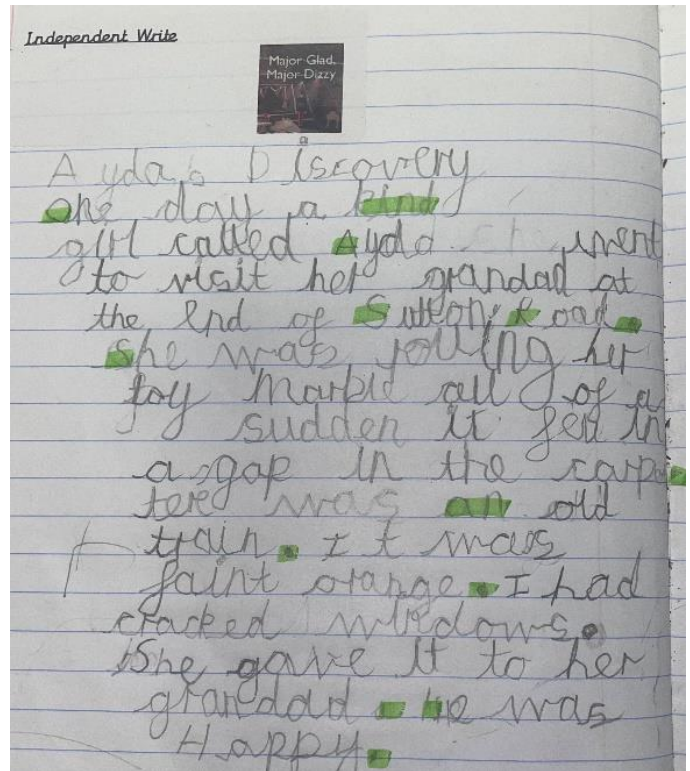 Independent Write
Major Glad,
Major Dizzy
Ayda's Discovery
One day a kind
girl called Ayda she went
to visit her grandad at
the end of Sutton Road.
She was rolling her
toy marble all of a
sudden it fell in
a gap in the carp.
tere was an old
train. It was
faint orange. I had
cracked windows.
She gave it to her
grandad. He was
Happy.